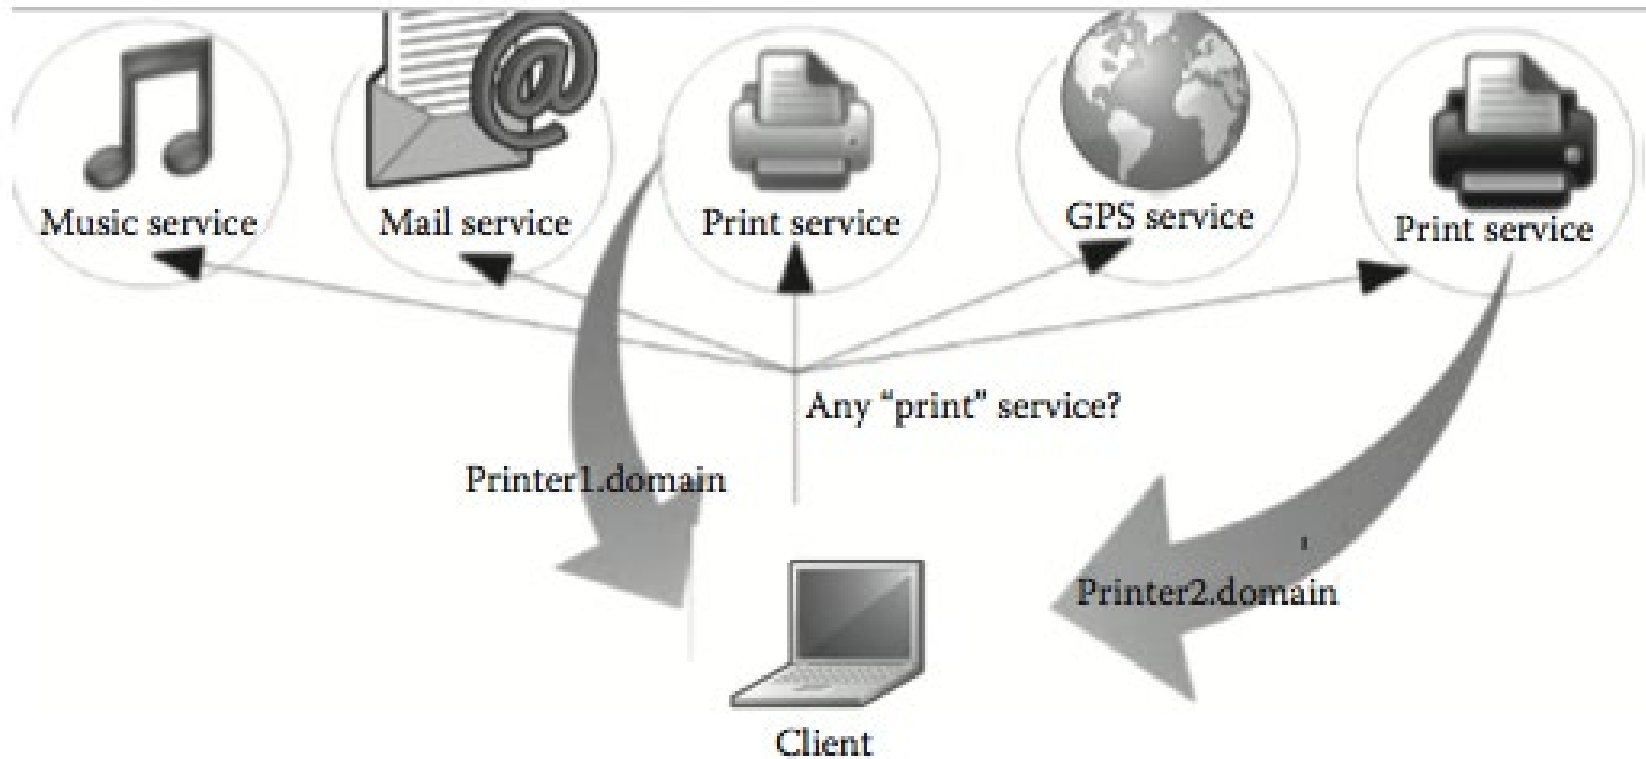 Music service
Mail service
Print service
GPS service
Print service
Any “print” service?
Printer1.domain
Printer2.domain
Client